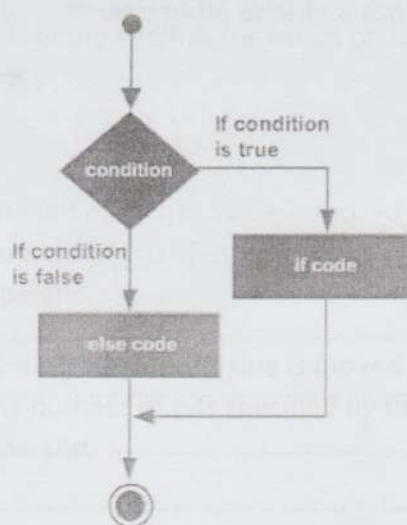 If condition
is true
condition
If condition
is false
if code
else code